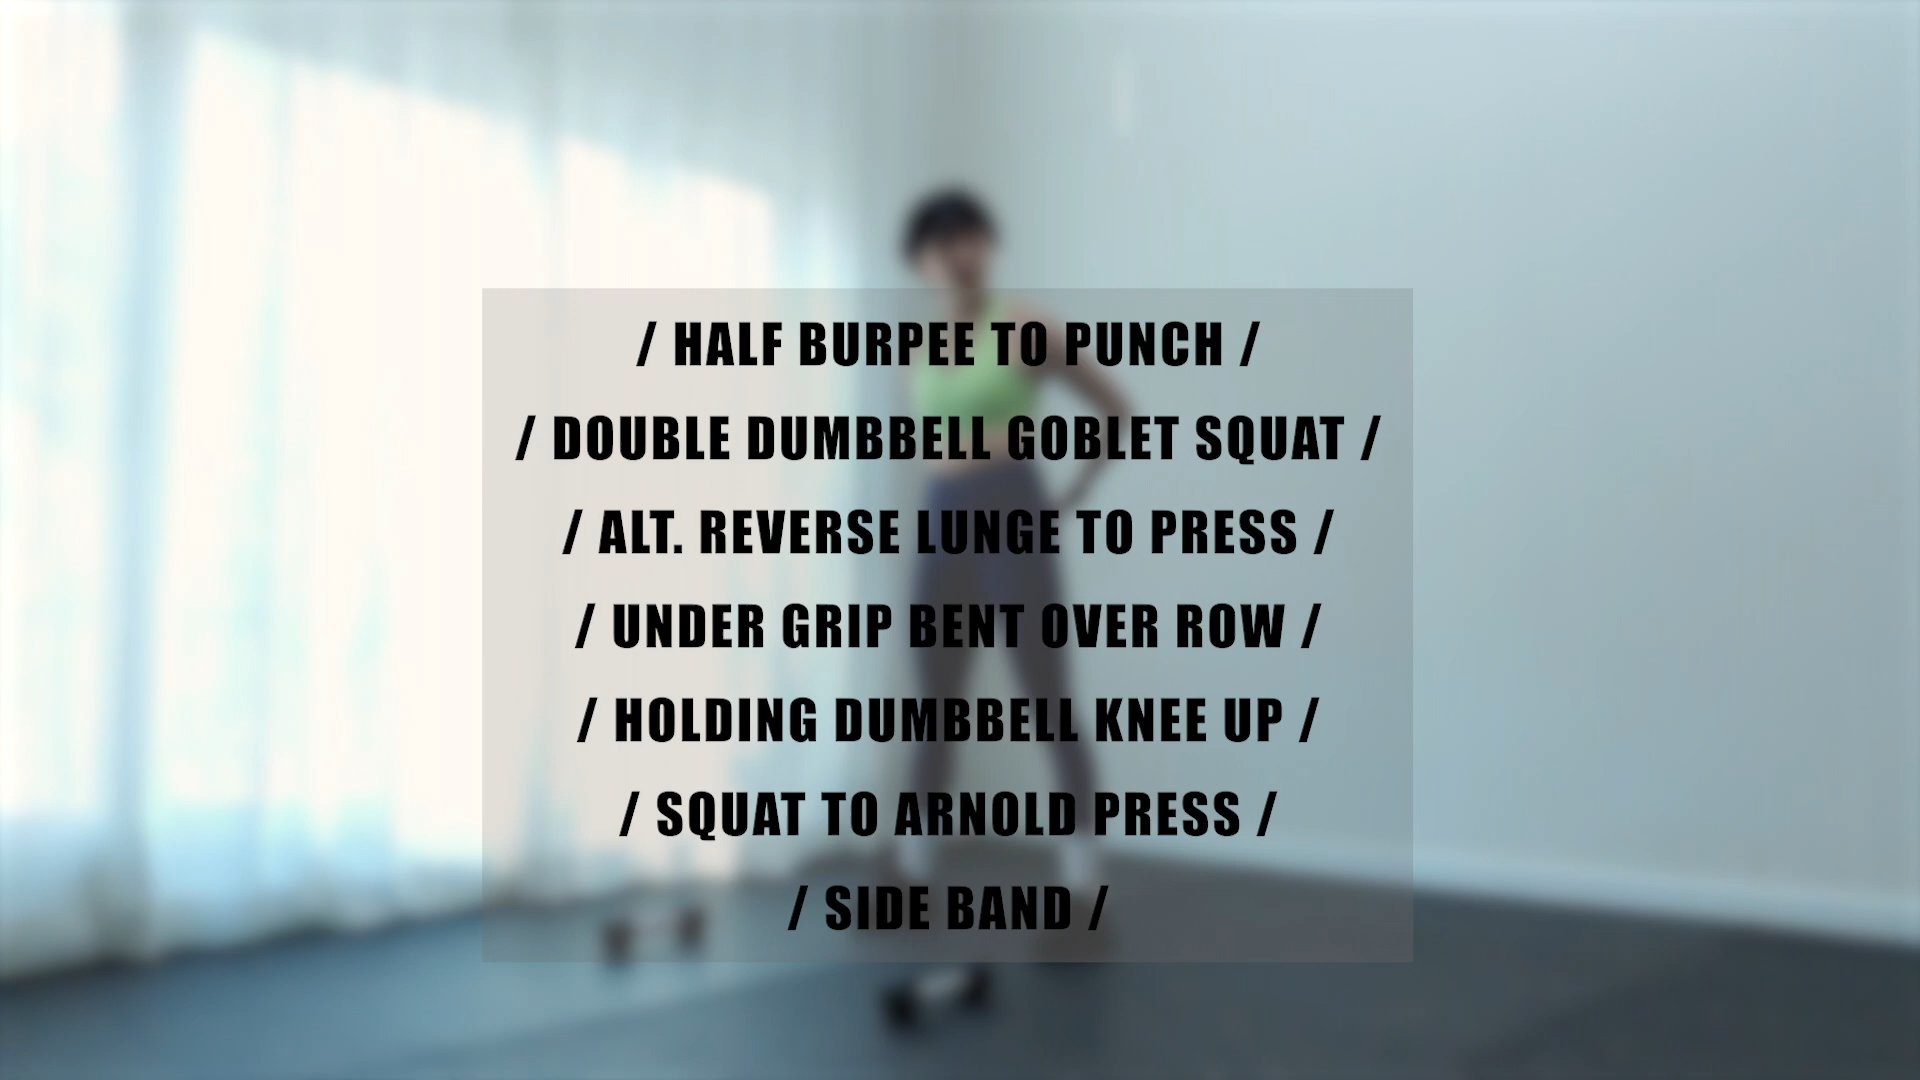 / HALF BURPEE TO PUNCH /
/ DOUBLE DUMBBELL GOBLET SQUAT /
/ ALT. REVERSE LUNGE TO PRESS /
/ UNDER GRIP BENT OVER ROW /
/ HOLDING DUMBBELL KNEE UP /
/ SQUAT TO ARNOLD PRESS /
/ SIDE BAND /